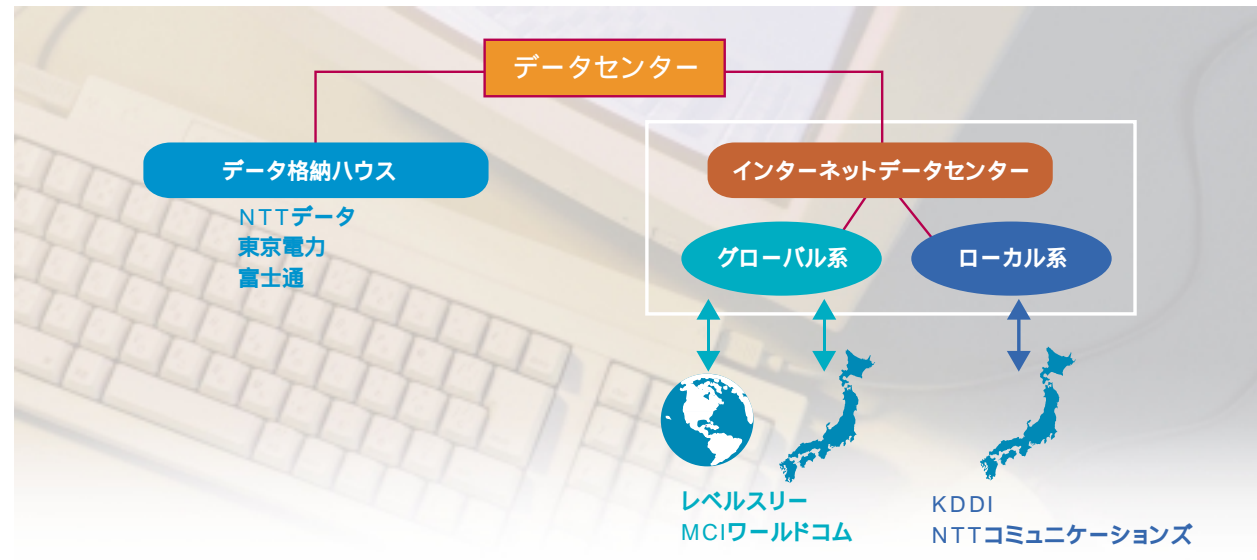 データセンター
データ格納ハウス
NTTデータ
東京電力
富士通
インターネットデータセンター
グローバル系
ローカル系
レベルスリー
MCIワールドコム
KDDI
NTTコミュニケーションズ